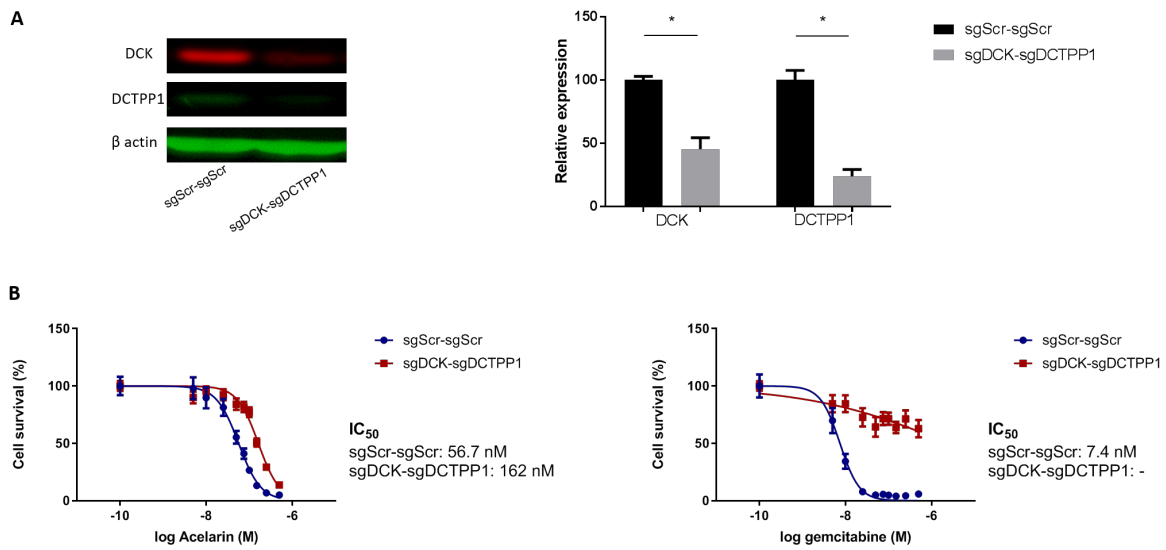 A
DCK
DCTPP1
β actin
sgScr-sgScr
sgDCK-sgDCTPP1
Relative expression
150
100
50
0
*
*
DCK
DCTPP1
sgScr-sgScr
sgDCK-sgDCTPP1
B
Cell survival (%)
150
100
50
0
-10
-8
-6
log Acelarin (M)
sgScr-sgScr
sgDCK-sgDCTPP1
IC50
sgScr-sgScr: 56.7 nM
sgDCK-sgDCTPP1: 162 nM
Cell survival (%)
150
100
50
0
-10
-8
-6
log gemcitabine (M)
sgScr-sgScr
sgDCK-sgDCTPP1
IC50
sgScr-sgScr: 7.4 nM
sgDCK-sgDCTPP1: -